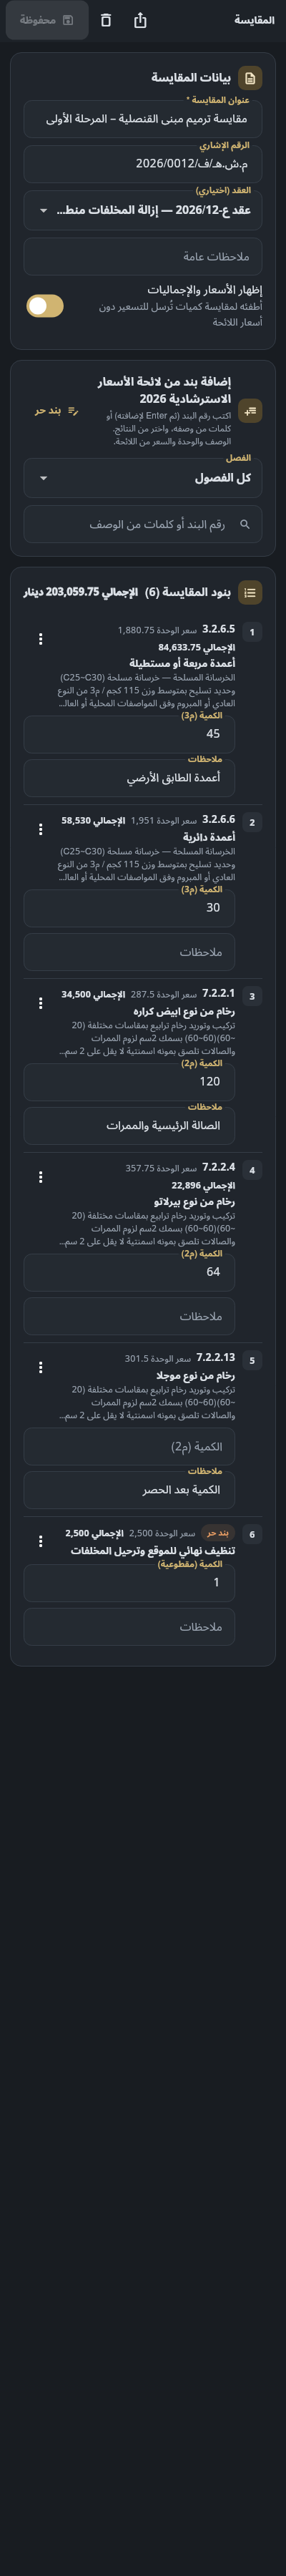 المقايسة
محفوظة
بيانات المقايسة
عنوان المقايسة *
مقايسة ترميم مبنى القنصلية – المرحلة الأولى
الرقم الإشاري
م.ش.هـ/ف/2026/0012
العقد (اختياري)
عقد ع-2026/12 — إزالة المخلفات منط...
ملاحظات عامة
إظهار الأسعار والإجماليات
أطفئه لمقايسة كميات تُرسل للتسعير دون
أسعار اللائحة
إضافة بند من لائحة الأسعار
الاسترشادية 2026
اكتب رقم البند (ثم Enter لإضافته) أو
كلمات من وصفه، واختر من النتائج.
الوصف والوحدة والسعر من اللائحة.
بند حر
الفصل
كل الفصول
رقم البند أو كلمات من الوصف
بنود المقايسة (6)
الإجمالي 203,059.75 دينار
1
3.2.6.5 سعر الوحدة 1,880.75
الإجمالي 84,633.75
أعمدة مربعة أو مستطيلة
الخرسانة المسلحة — خرسانة مسلحة (C25–C30)
وحديد تسليح بمتوسط وزن 115 كجم / م3 من النوع
العادي أو المبروم وفق المواصفات المحلية أو العا...
الكمية (م3)
45
ملاحظات
أعمدة الطابق الأرضي
2
3.2.6.6 سعر الوحدة 1,951 الإجمالي 58,530
أعمدة دائرية
الخرسانة المسلحة — خرسانة مسلحة (C25–C30)
وحديد تسليح بمتوسط وزن 115 كجم / م3 من النوع
العادي أو المبروم وفق المواصفات المحلية أو العا...
الكمية (م3)
30
ملاحظات
3
7.2.2.1 سعر الوحدة 287.5 الإجمالي 34,500
رخام من نوع ابيض كراره
تركيب وتوريد رخام ترابيع بمقاسات مختلفة (20
–60)(60–60) بسمك 2سم لزوم الممرات
والصالات تلصق بمونه اسمنتية لا يقل على 2 سم...
الكمية (م2)
120
ملاحظات
الصالة الرئيسية والممرات
4
7.2.2.4 سعر الوحدة 357.75
الإجمالي 22,896
رخام من نوع بيرلاتو
تركيب وتوريد رخام ترابيع بمقاسات مختلفة (20
–60)(60–60) بسمك 2سم لزوم الممرات
والصالات تلصق بمونه اسمنتية لا يقل على 2 سم...
الكمية (م2)
64
ملاحظات
5
7.2.2.13 سعر الوحدة 301.5
رخام من نوع موجلا
تركيب وتوريد رخام ترابيع بمقاسات مختلفة (20
–60)(60–60) بسمك 2سم لزوم الممرات
والصالات تلصق بمونه اسمنتية لا يقل على 2 سم...
الكمية (م2)
ملاحظات
الكمية بعد الحصر
6
بند حر سعر الوحدة 2,500 الإجمالي 2,500
تنظيف نهائي للموقع وترحيل المخلفات
الكمية (مقطوعية)
1
ملاحظات